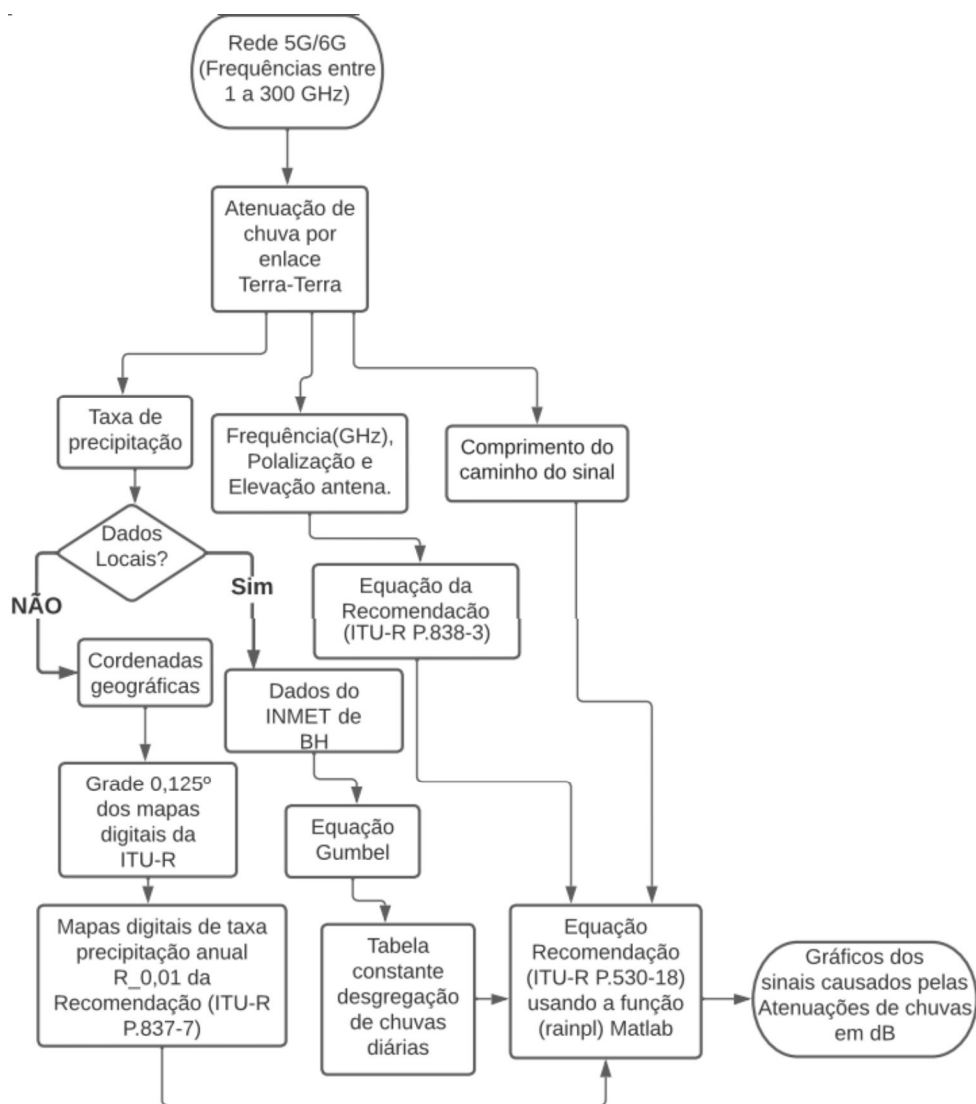 Rede 5G/6G
(Frequências entre
1 a 300 GHz)
Atenuação de
chuva por
enlace
Terra-Terra
Taxa de
precipitação
Frequência(GHz),
Polalização e
Elevação antena.
Comprimento do
caminho do sinal
Dados
Locais?
NÃO
Sim
Equação da
Recomendacão
(ITU-R P.838-3)
Cordenadas
geográficas
Dados do
INMET de
BH
Grade 0,125º
dos mapas
digitais da
ITU-R
Equação
Gumbel
Mapas digitais de taxa
precipitação anual
R_0,01 da
Recomendação (ITU-R
P.837-7)
Tabela
constante
desgregação
de chuvas
diárias
Equação
Recomendação
(ITU-R P.530-18)
usando a função
(rainpl) Matlab
Gráficos dos
sinais causados pelas
Atenuações de chuvas
em dB